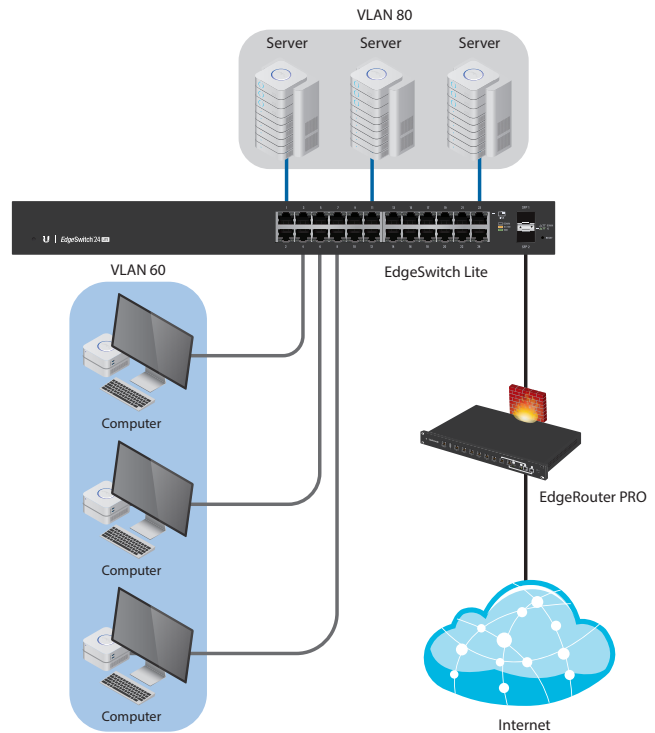 VLAN 80
Server Server Server
EdgeSwitch 24
EdgeSwitch Lite
VLAN 60
Computer
Computer
Computer
EdgeRouter PRO
Internet